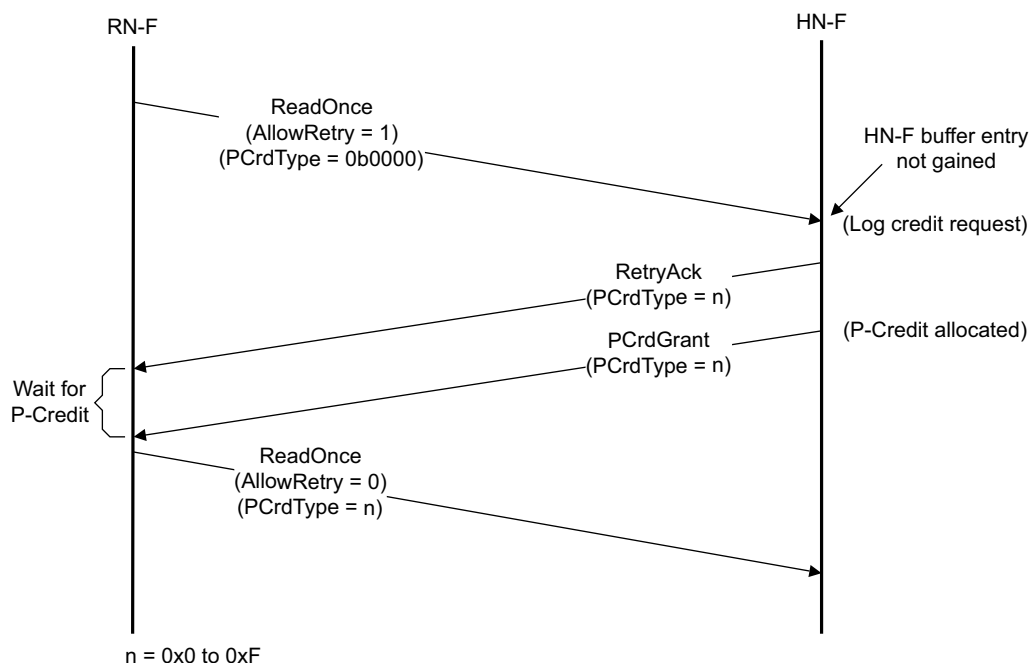 RN-F
HN-F
ReadOnce
(AllowRetry = 1)
(PCrdType = 0b0000)
HN-F buffer entry
not gained
(Log credit request)
RetryAck
(PCrdType = n)
(P-Credit allocated)
PCrdGrant
(PCrdType = n)
Wait for
P-Credit
ReadOnce
(AllowRetry = 0)
(PCrdType = n)
n = 0x0 to 0xF